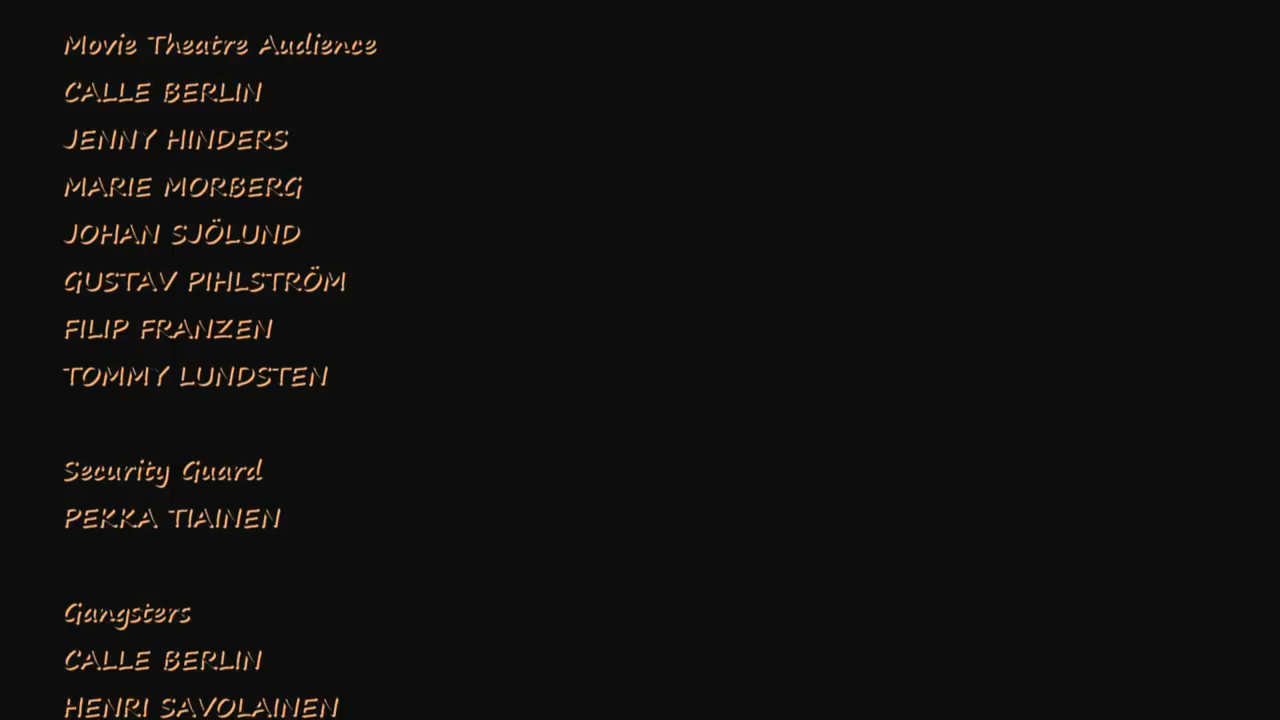 Movie Theatre Audience
CALLE BERLIN
JENNY HINDERS
MARIE MORBERG
JOHAN SJÖLUND
GUSTAV PIHLSTRÖM
FILIP FRANZEN
TOMMY LUNDSTEN
Security Guard
PEKKA TIAINEN
Gangsters
CALLE BERLIN
HENRI SAVOLAINEN